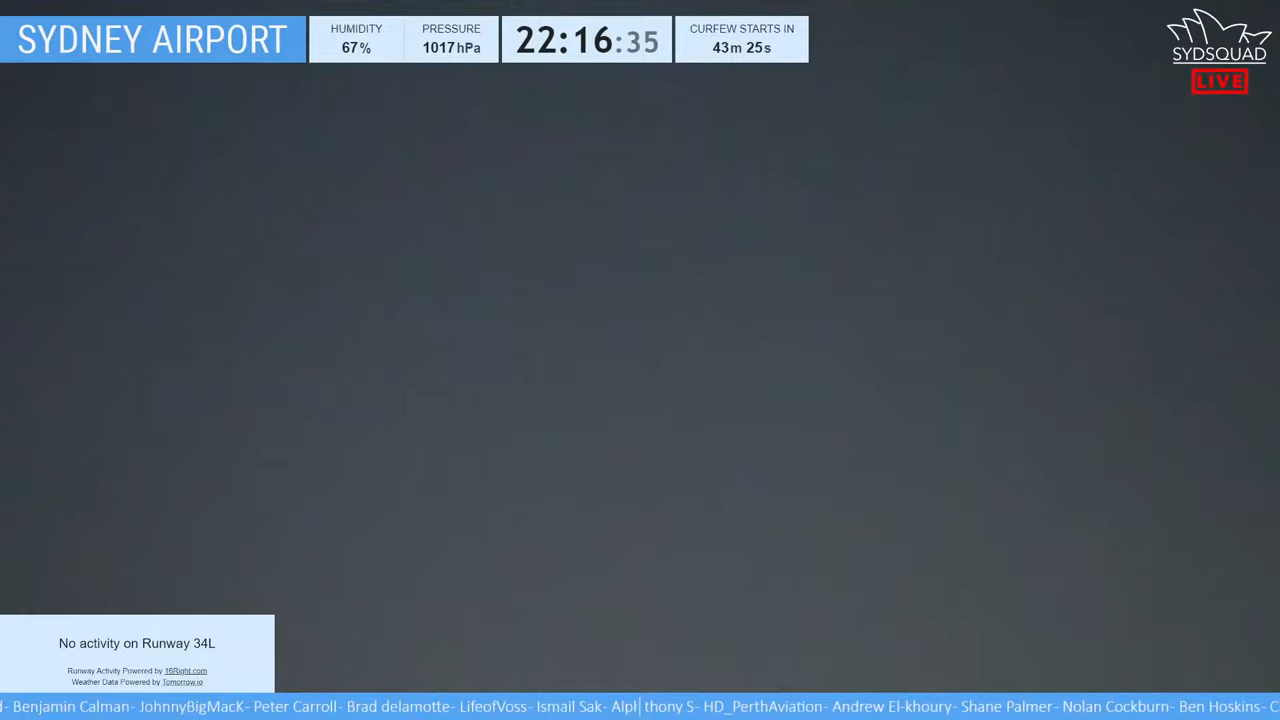 SYDNEY AIRPORT
HUMIDITY
67%
PRESSURE
1017hPa
22:16:35
CURFEW STARTS IN
43m 25s
SYDSQUAD
LIVE
No activity on Runway 34L
Runway Activity Powered by 16Right.com
Weather Data Powered by Tomorrow.io
- Benjamin Calman- JohnnyBigMacK- Peter Carroll- Brad delamotte- LifeofVoss- Ismail Sak- thony S- HD_PerthAviation- Andrew El-khoury- Shane Palmer- Nolan Cockburn- Ben Hoskins-